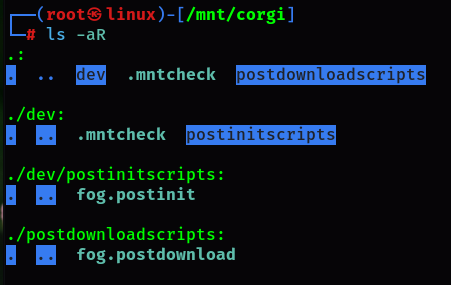 ┌──(root㉿linux)-[/mnt/corgi]
└─# ls -aR
.:
.  ..  dev  .mntcheck  postdownloadscripts
./dev:
.  ..  .mntcheck  postinitscripts
./dev/postinitscripts:
.  ..  fog.postinit
./postdownloadscripts:
.  ..  fog.postdownload